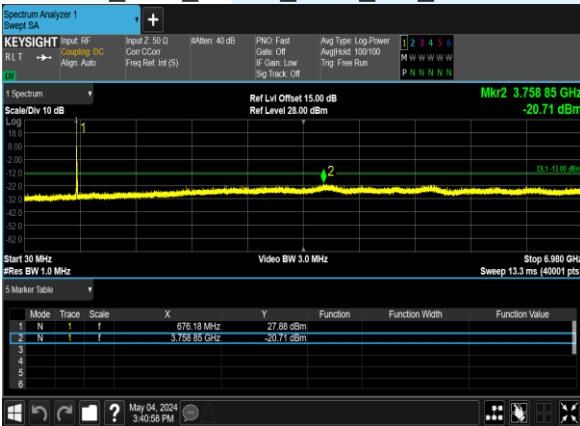 Spectrum Analyzer 1
Swept SA
+
KEYSIGHT Input: RF Input Z: 50 Ω #Atten: 40 dB PNO: Fast Avg Type: Log-Power 1 2 3 4 5 6
RLT Coupling: DC Corr CCorr Gate: Off Avg|Hold: 100/100 M W W W W W
Align: Auto Freq Ref: Int (S) IF Gain: Low Trig: Free Run
Sig Track: Off P N N N N N
1 Spectrum Ref Lvl Offset 15.00 dB Mkr2 3.758 85 GHz
Scale/Div 10 dB Ref Level 28.00 dBm -20.71 dBm
Log
18.0
8.00
-2.00
-12.0
-22.0
-32.0
-42.0
-52.0
-62.0
1
2
DL1 -13.00 dBm
Start 30 MHz Video BW 3.0 MHz Stop 6.980 GHz
#Res BW 1.0 MHz Sweep 13.3 ms (40001 pts)
5 Marker Table
Mode Trace Scale X Y Function Function Width Function Value
1 N 1 f 676.18 MHz 27.88 dBm
2 N 1 f 3.758 85 GHz -20.71 dBm
3
4
5
6
? May 04, 2024
3:40:58 PM